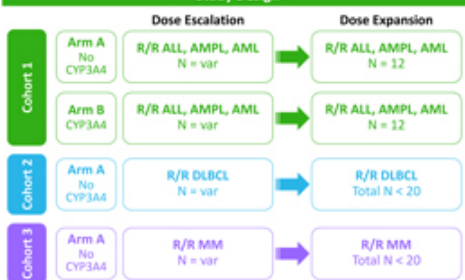 Dose Escalation
Dose Expansion
Cohort 1
Arm A
No
CYP3A4
R/R ALL, AMPL, AML
N = var
R/R ALL, AMPL, AML
N = 12
Arm B
CYP3A4
R/R ALL, AMPL, AML
N = var
R/R ALL, AMPL, AML
N = 12
Cohort 2
Arm A
No
CYP3A4
R/R DLBCL
N = var
R/R DLBCL
Total N < 20
Cohort 3
Arm A
No
CYP3A4
R/R MM
N = var
R/R MM
Total N < 20